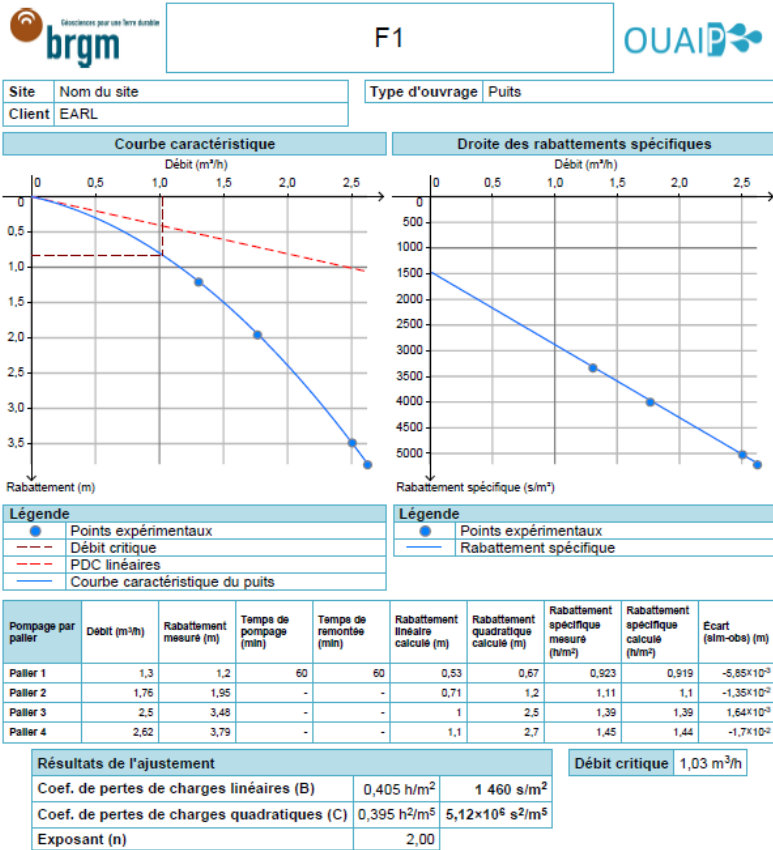 Géosciences pour une Terre durable
brgm
F1
OUAIP
Site Nom du site
Type d'ouvrage Puits
Client EARL
Courbe caractéristique
Droite des rabattements spécifiques
Débit (m³/h)
Débit (m³/h)
0 0,5 1,0 1,5 2,0 2,5
0 0,5 1,0 1,5 2,0 2,5
0
0,5
1,0
1,5
2,0
2,5
3,0
3,5
Rabattement (m)
0
500
1000
1500
2000
2500
3000
3500
4000
4500
5000
Rabattement spécifique (s/m²)
Légende
Points expérimentaux
Débit critique
PDC linéaires
Courbe caractéristique du puits
Légende
Points expérimentaux
Rabattement spécifique
Pompage par palier Débit (m³/h) Rabattement mesuré (m) Temps de pompage (min) Temps de remontée (min) Rabattement linéaire calculé (m) Rabattement quadratique calculé (m) Rabattement spécifique mesuré (h/m²) Rabattement spécifique calculé (h/m²) Écart (sim-obs) (m)
Palier 1 1,3 1,2 60 60 0,53 0,67 0,923 0,919 -5,85×10⁻³
Palier 2 1,76 1,95 - - 0,71 1,2 1,11 1,1 -1,35×10⁻²
Palier 3 2,5 3,48 - - 1 2,5 1,39 1,39 1,64×10⁻³
Palier 4 2,62 3,79 - - 1,1 2,7 1,45 1,44 -1,7×10⁻²
Résultats de l'ajustement
Débit critique 1,03 m³/h
Coef. de pertes de charges linéaires (B) 0,405 h/m² 1 460 s/m²
Coef. de pertes de charges quadratiques (C) 0,395 h²/m⁵ 5,12×10⁶ s²/m⁵
Exposant (n) 2,00